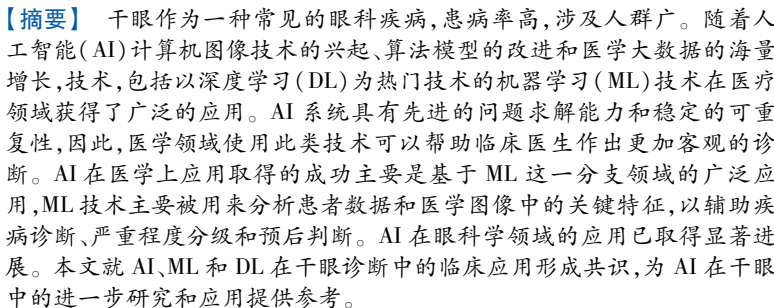 【摘要】 干眼作为一种常见的眼科疾病,患病率高,涉及人群广。随着人
工智能(AI)计算机图像技术的兴起、算法模型的改进和医学大数据的海量
增长,技术,包括以深度学习(DL)为热门技术的机器学习(ML)技术在医疗
领域获得了广泛的应用。AI 系统具有先进的问题求解能力和稳定的可重
复性,因此,医学领域使用此类技术可以帮助临床医生作出更加客观的诊
断。AI 在医学上应用取得的成功主要是基于 ML 这一分支领域的广泛应
用,ML 技术主要被用来分析患者数据和医学图像中的关键特征,以辅助疾
病诊断、严重程度分级和预后判断。AI 在眼科学领域的应用已取得显著进
展。本文就 AI、ML 和 DL 在干眼诊断中的临床应用形成共识,为 AI 在干眼
中的进一步研究和应用提供参考。